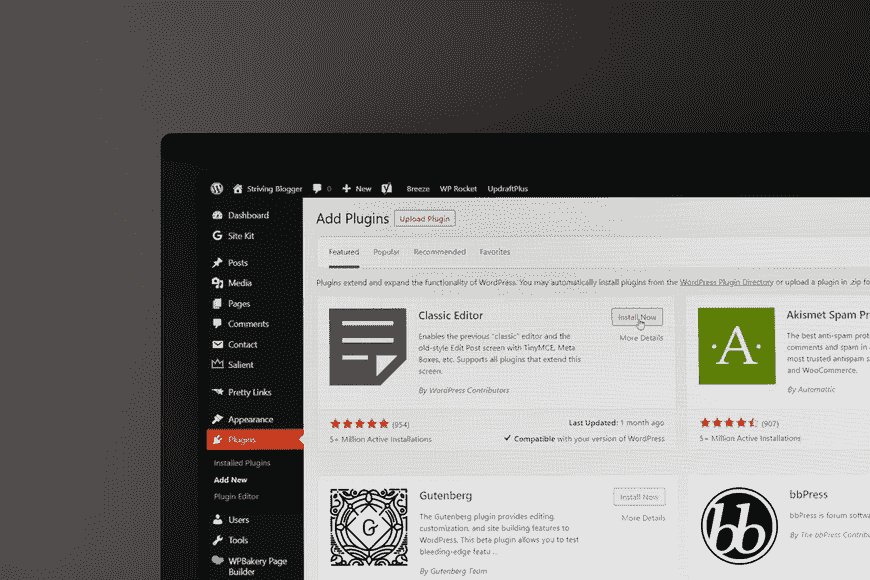 Striving Blogger 0 New Breeze WP Rocket UpdraftPlus
Dashboard
Site Kit
Posts
Media
Pages
Comments
Contact
Salient
Pretty Links
Appearance
Plugins
Installed Plugins
Add New
Plugin Editor
Users
Tools
WPBakery Page
Builder
Add Plugins Upload Plugin
Featured Popular Recommended Favorites
Plugins extend and expand the functionality of WordPress. You may automatically install plugins from the WordPress Plugin Directory or upload a plugin in .zip
Classic Editor
Install Now
More Details
Enables the previous "classic" editor and the
old-style Edit Post screen with TinyMCE, Meta
Boxes, etc. Supports all plugins that extend this
screen.
By WordPress Contributors
(954)
5+ Million Active Installations
Last Updated: 1 month ago
Compatible with your version of WordPress
A
Akismet Spam
The best anti-spam
comments and spam in
most trusted antispam
and WooCommerce.
By Automattic
(907)
5+ Million Active Installations
G
Gutenberg
Install Now
More Details
The Gutenberg plugin provides editing,
customization, and site building features to
WordPress. This beta plugin allows you to test
bleeding-edge featu ...
By Gutenberg Team
bb
bbPress
bbPress is forum
By The bbPress